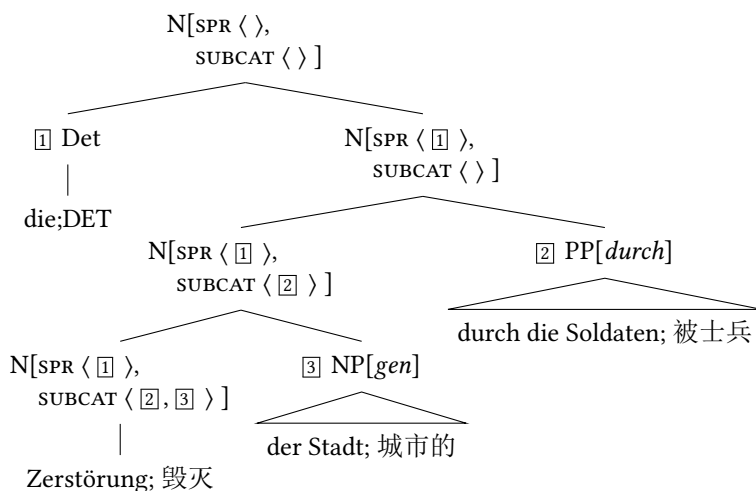 N[SPR ⟨ ⟩,
SUBCAT ⟨ ⟩ ]
1 Det
N[SPR ⟨ 1 ⟩,
SUBCAT ⟨ ⟩ ]
die;DET
N[SPR ⟨ 1 ⟩,
SUBCAT ⟨ 2 ⟩ ]
2 PP[durch]
durch die Soldaten; 被士兵
N[SPR ⟨ 1 ⟩,
SUBCAT ⟨ 2, 3 ⟩ ]
3 NP[gen]
der Stadt; 城市的
Zerstörung; 毁灭